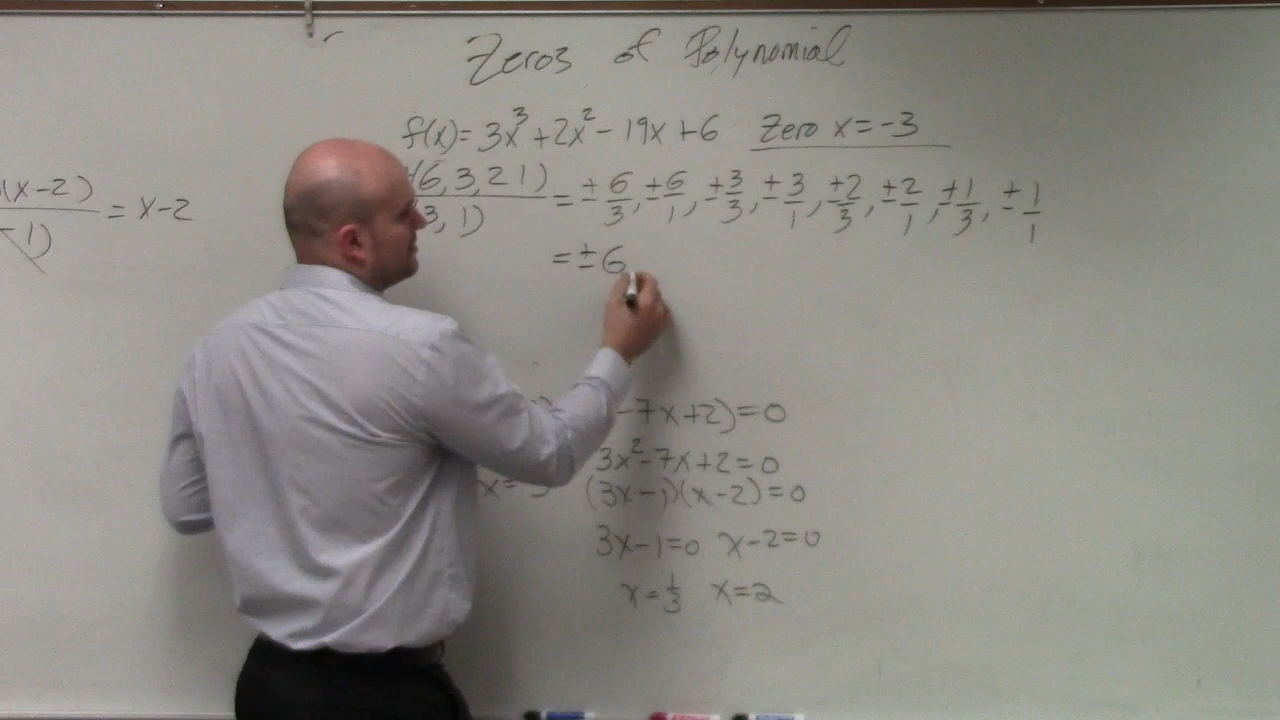 Zeros of Polynomial
f(x) = 3x³ + 2x² - 19x + 6 Zero x = -3
(x-2) = x-2
-1)
(6, 3, 2 1) = ± 6/3, ± 6/1, ± 3/3, ± 3/1, ± 2/3, ± 2/1, ± 1/3, ± 1/1
3, 1)
= ± 6
-7x+2) = 0
3x² - 7x + 2 = 0
x =
(3x-1)(x-2) = 0
3x-1=0 x-2=0
x = 1/3 x = 2